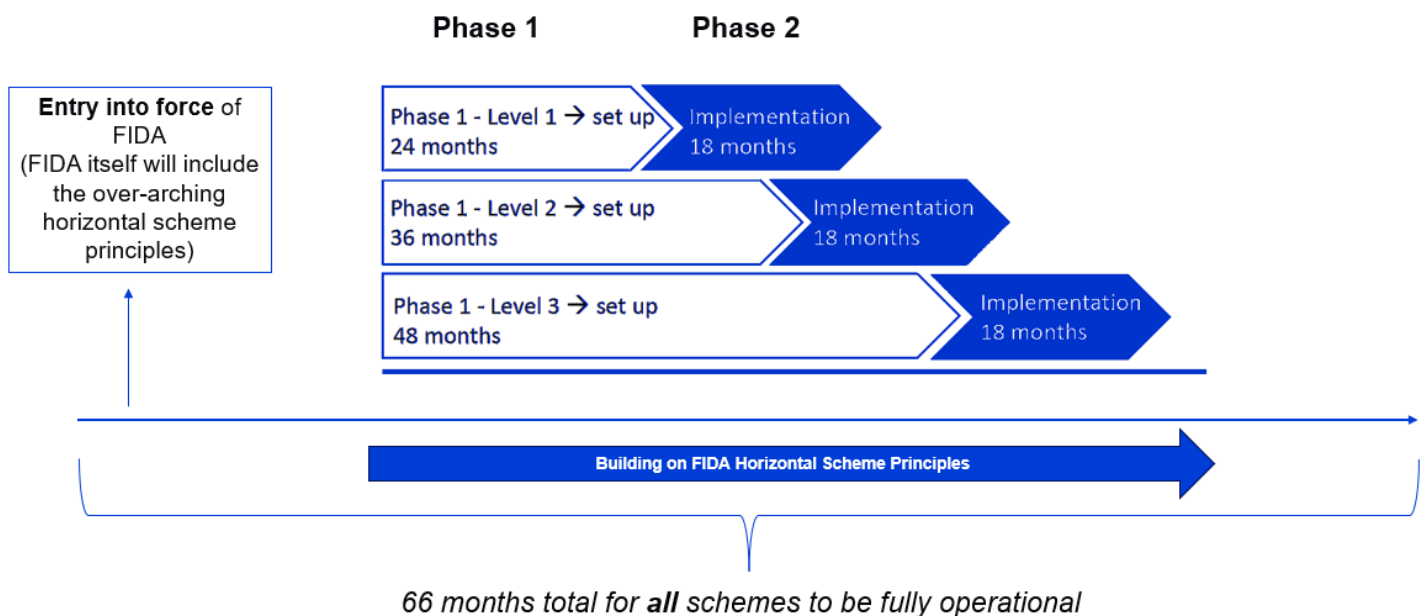 Phase 1
Phase 2
Entry into force of
FIDA
(FIDA itself will include
the over-arching
horizontal scheme
principles)
Phase 1 - Level 1 → set up
24 months
Implementation
18 months
Phase 1 - Level 2 → set up
36 months
Implementation
18 months
Phase 1 - Level 3 → set up
48 months
Implementation
18 months
Building on FIDA Horizontal Scheme Principles
66 months total for all schemes to be fully operational